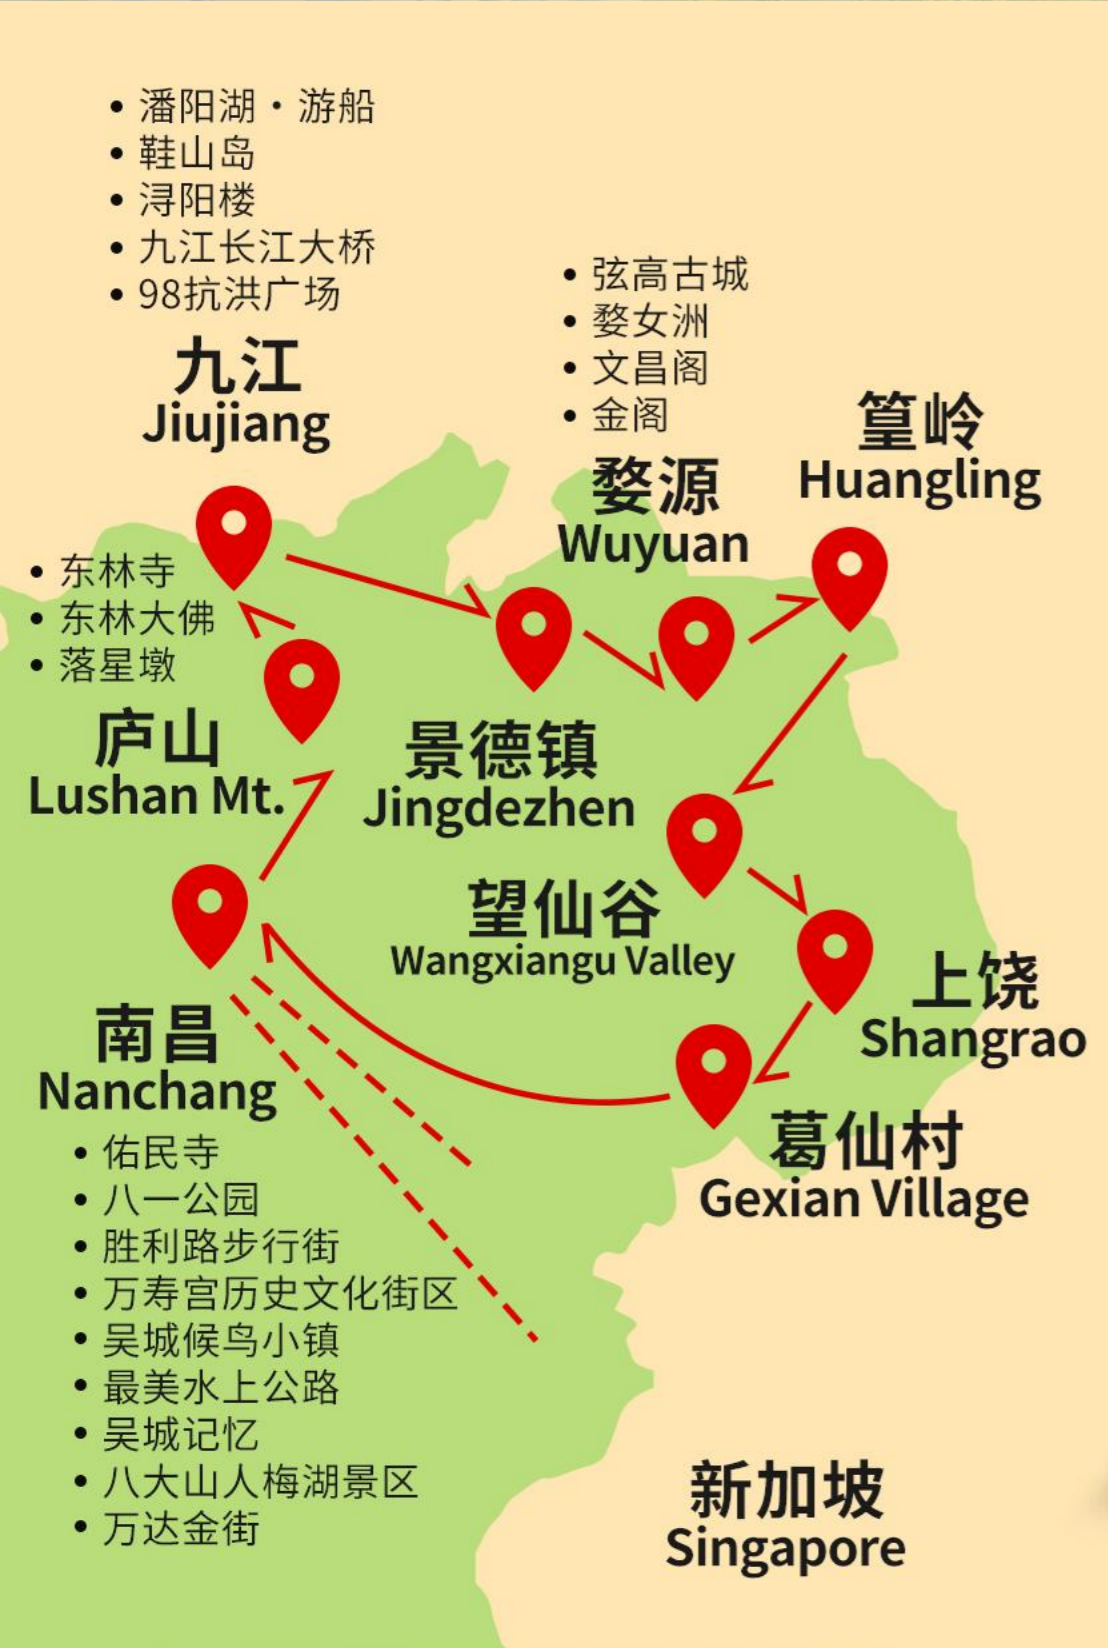 潘阳湖・游船
鞋山岛
浔阳楼
九江长江大桥
98抗洪广场
九江
Jiujiang
弦高古城
婺女洲
文昌阁
金阁
婺源
Wuyuan
篁岭
Huangling
东林寺
东林大佛
落星墩
庐山
Lushan Mt.
景德镇
Jingdezhen
望仙谷
Wangxiangu Valley
上饶
Shangrao
南昌
Nanchang
葛仙村
Gexian Village
佑民寺
八一公园
胜利路步行街
万寿宫历史文化街区
吴城候鸟小镇
最美水上公路
吴城记忆
八大山人梅湖景区
万达金街
新加坡
Singapore